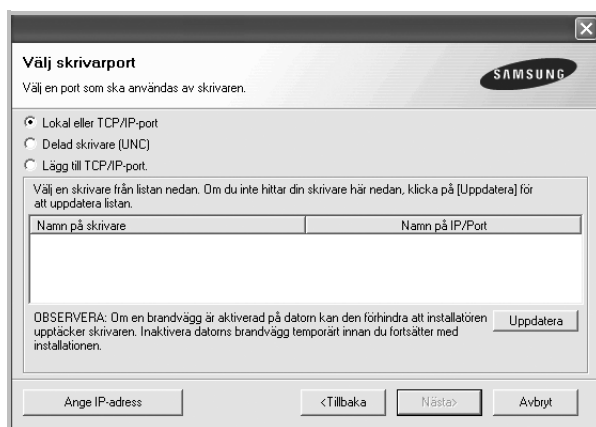 Välj skrivarport
Välj en port som ska användas av skrivaren.
SAMSUNG
Lokal eller TCP/IP-port
Delad skrivare (UNC)
Lägg till TCP/IP-port.
Välj en skrivare från listan nedan. Om du inte hittar din skrivare här nedan, klicka på [Uppdatera] för
att uppdatera listan.
Namn på skrivare Namn på IP/Port
OBSERVERA: Om en brandvägg är aktiverad på datorn kan den förhindra att installatören
upptäcker skrivaren. Inaktivera datorns brandvägg temporärt innan du fortsätter med
installationen.
Uppdatera
Ange IP-adress <Tillbaka Nästa> Avbryt